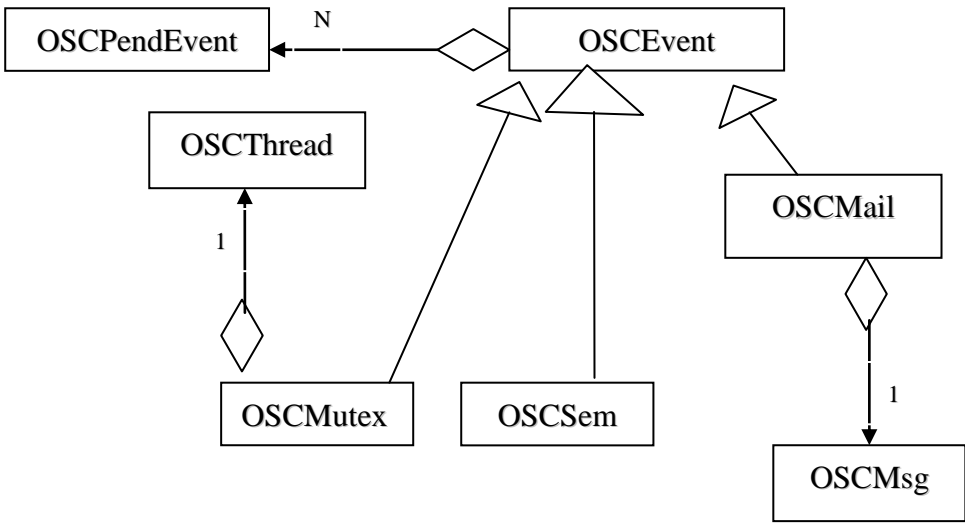 N
OSCPendEvent
OSCEvent
OSCThread
OSCMail
1
1
OSCMutex
OSCSem
OSCMsg